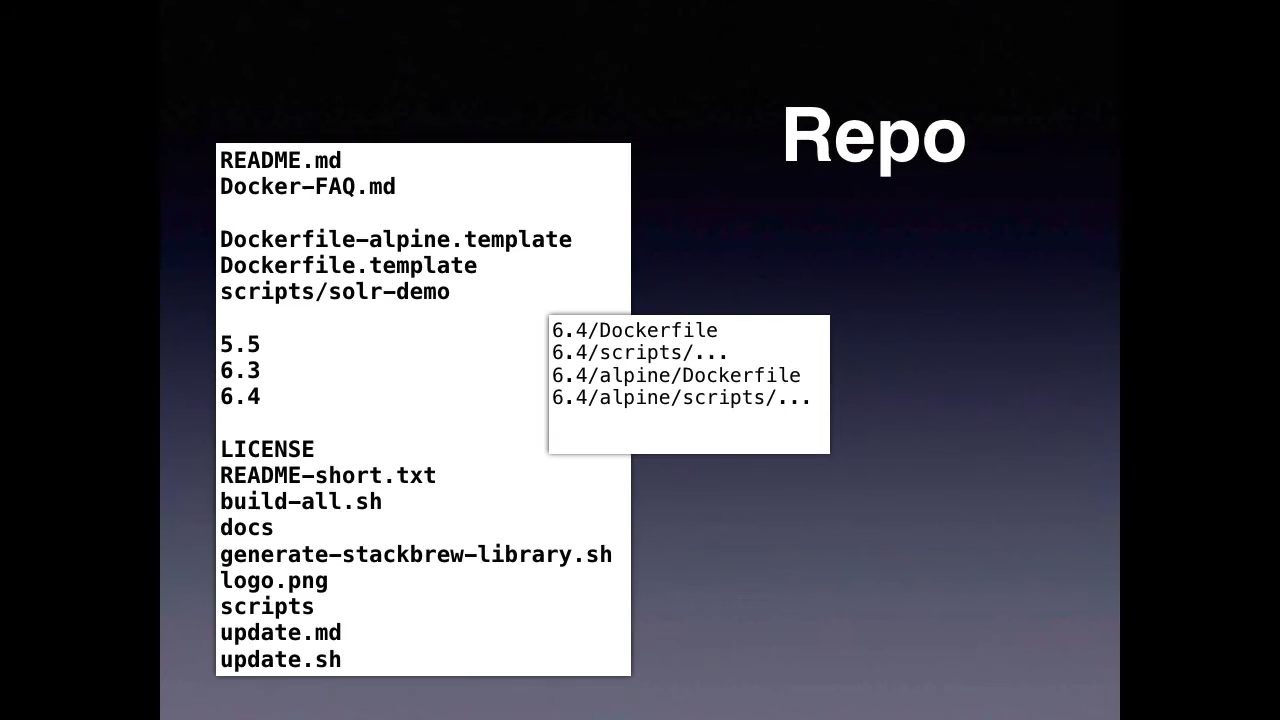 Repo
README.md
Docker-FAQ.md
Dockerfile-alpine.template
Dockerfile.template
scripts/solr-demo
5.5
6.3
6.4
LICENSE
README-short.txt
build-all.sh
docs
generate-stackbrew-library.sh
logo.png
scripts
update.md
update.sh
6.4/Dockerfile
6.4/scripts/...
6.4/alpine/Dockerfile
6.4/alpine/scripts/...